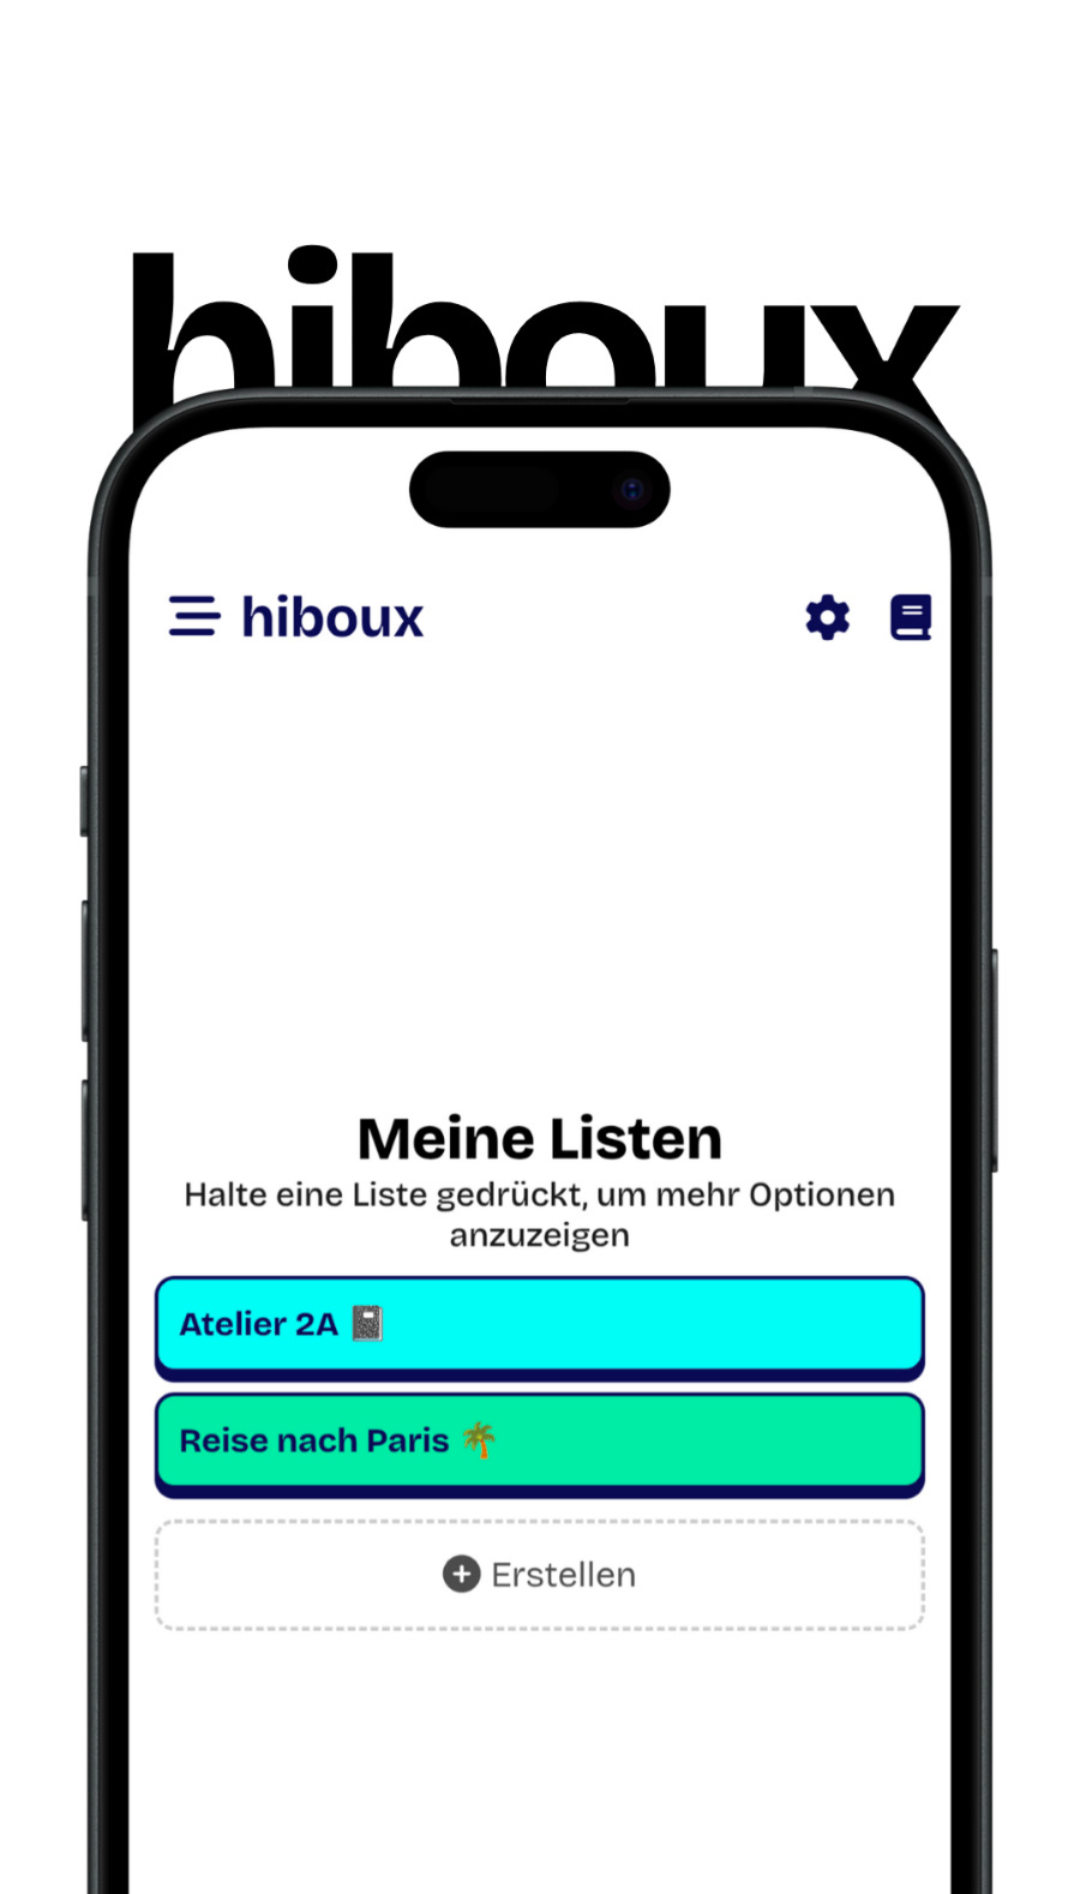 hiboux
hiboux
Meine Listen
Halte eine Liste gedrückt, um mehr Optionen
anzuzeigen
Atelier 2A
Reise nach Paris
Erstellen